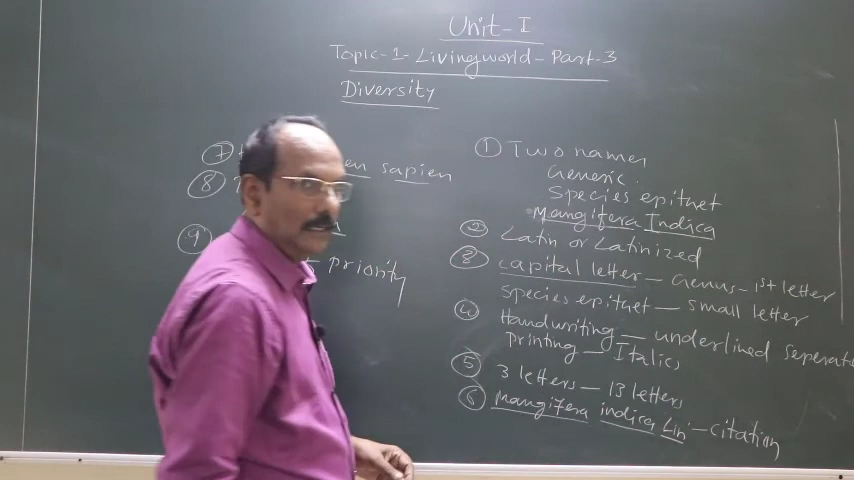 Unit-I
Topic-1-Livingworld-Part-3
Diversity
⑦ en sapien
⑧
⑨
priority
① Two names
Generic
Species epithet
Mangifera Indica
② Latin or Latinized
③ capital letter - Genus - 1st letter
Species epithet - small letter
④ Handwriting - underlined Seperate
Printing - Italics
⑤ 3 letters - 13 letters
⑥ Mangifera indica Lin - citation